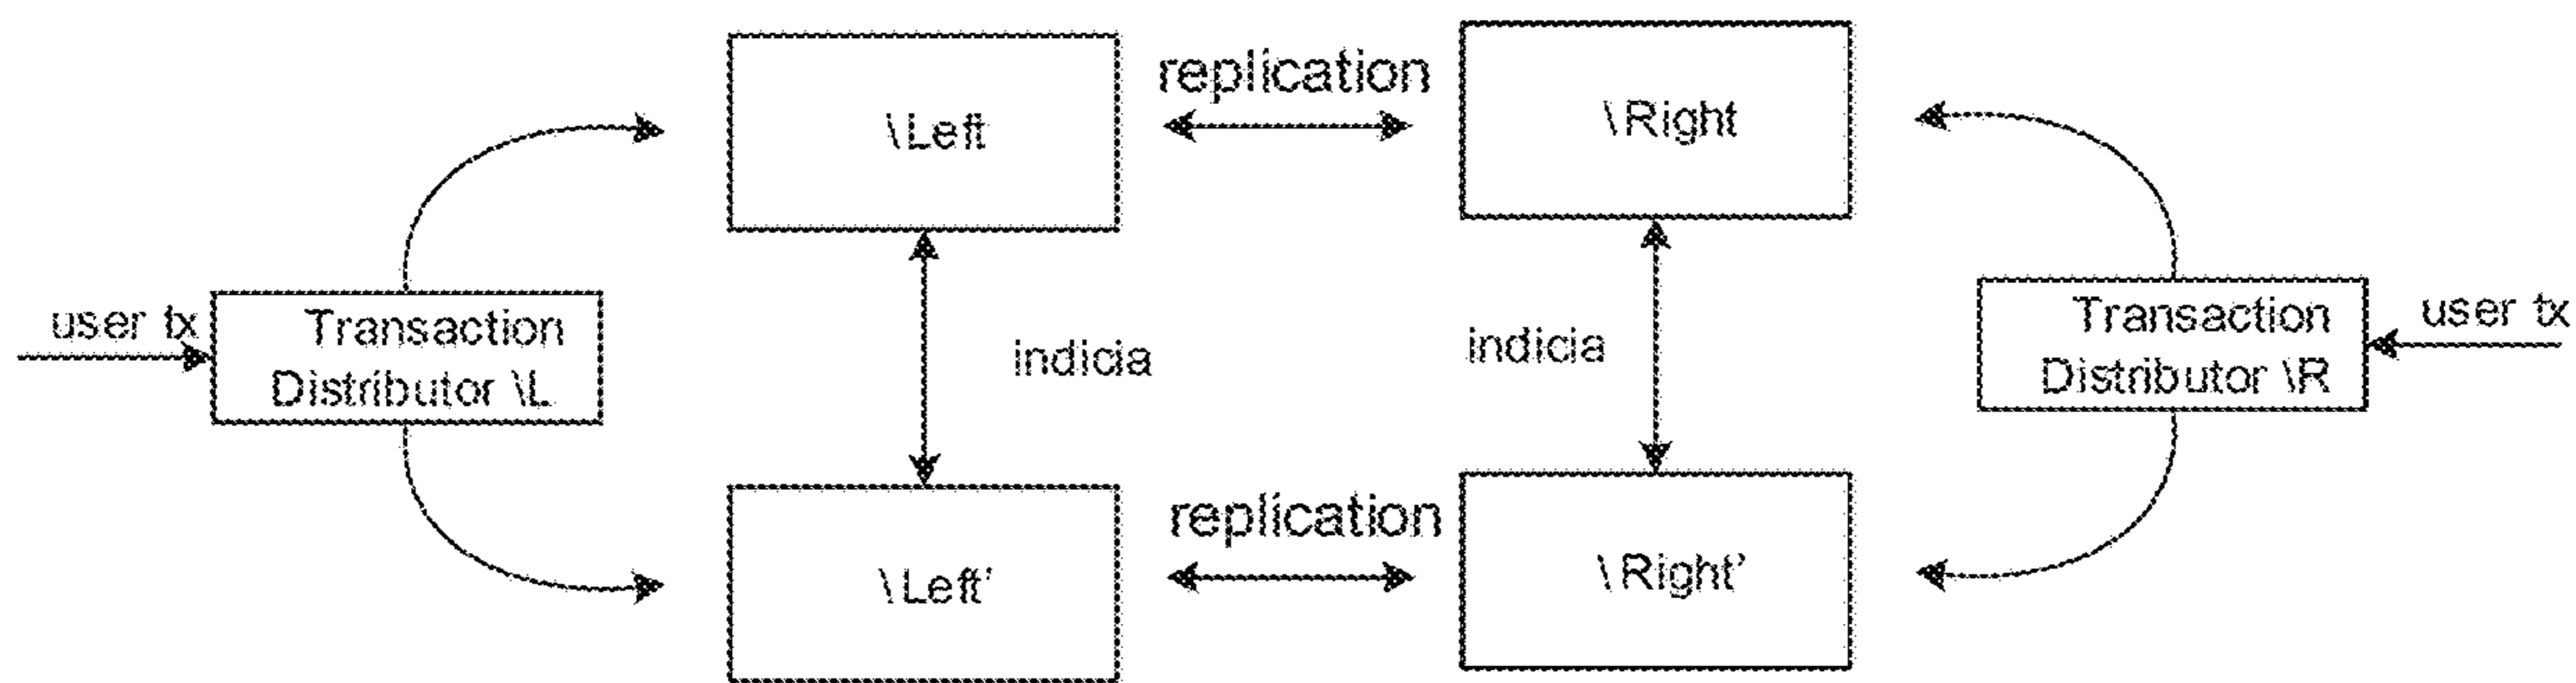 replication
\Left
\Right
user tx
Transaction
Distributor \L
indicia
indicia
Transaction
Distributor \R
user tx
replication
\Left'
\Right'